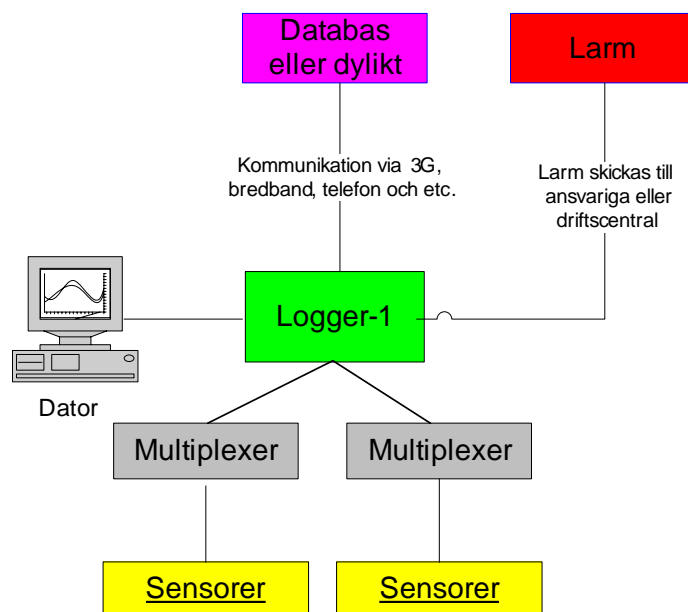 Databas
eller dylikt
Larm
Kommunikation via 3G,
bredband, telefon och etc.
Larm skickas till
ansvariga eller
driftscentral
Logger-1
Dator
Multiplexer
Multiplexer
Sensorer
Sensorer